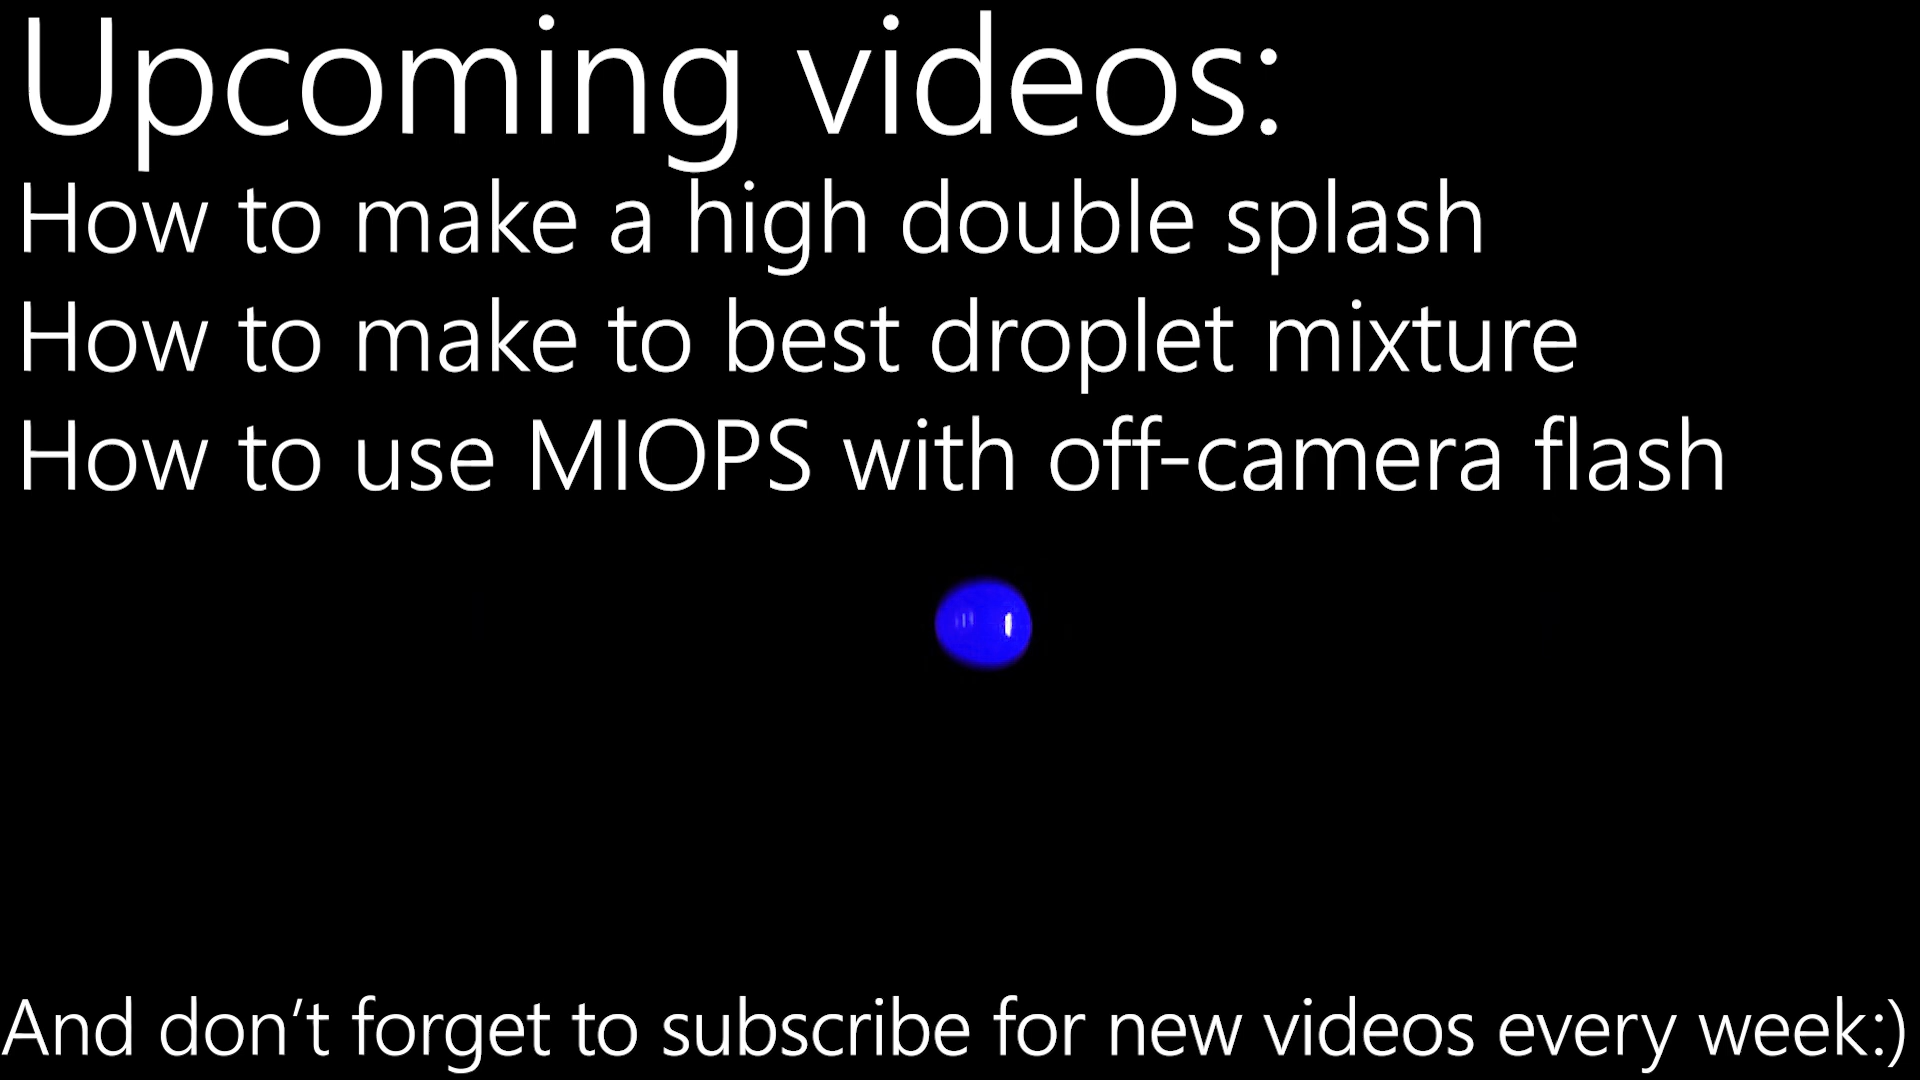 Upcoming videos:
How to make a high double splash
How to make to best droplet mixture
How to use MIOPS with off-camera flash
And don’t forget to subscribe for new videos every week:)